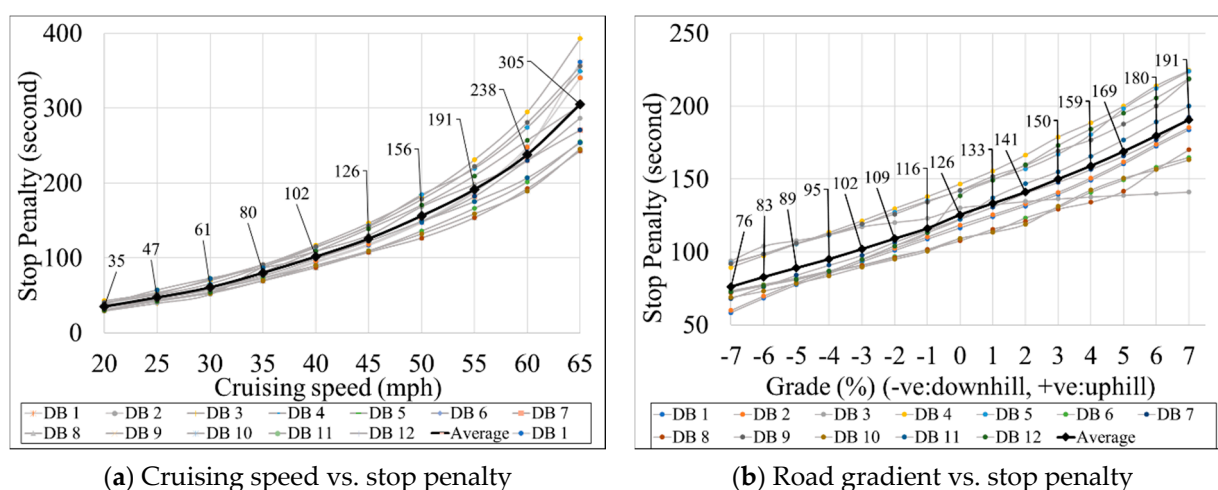 400
300
200
100
0
Stop Penalty (second)
35
47
61
80
102
126
156
191
238
305
20 25 30 35 40 45 50 55 60 65
Cruising speed (mph)
DB 1 DB 2 DB 3 DB 4 DB 5 DB 6 DB 7
DB 8 DB 9 DB 10 DB 11 DB 12 Average DB 1
(a) Cruising speed vs. stop penalty
250
200
150
100
50
Stop Penalty (second)
76
83
89
95
102
109
116
126
133
141
150
159
169
180
191
-7 -6 -5 -4 -3 -2 -1 0 1 2 3 4 5 6 7
Grade (%) (-ve:downhill, +ve:uphill)
DB 1 DB 2 DB 3 DB 4 DB 5 DB 6 DB 7
DB 8 DB 9 DB 10 DB 11 DB 12 Average
(b) Road gradient vs. stop penalty